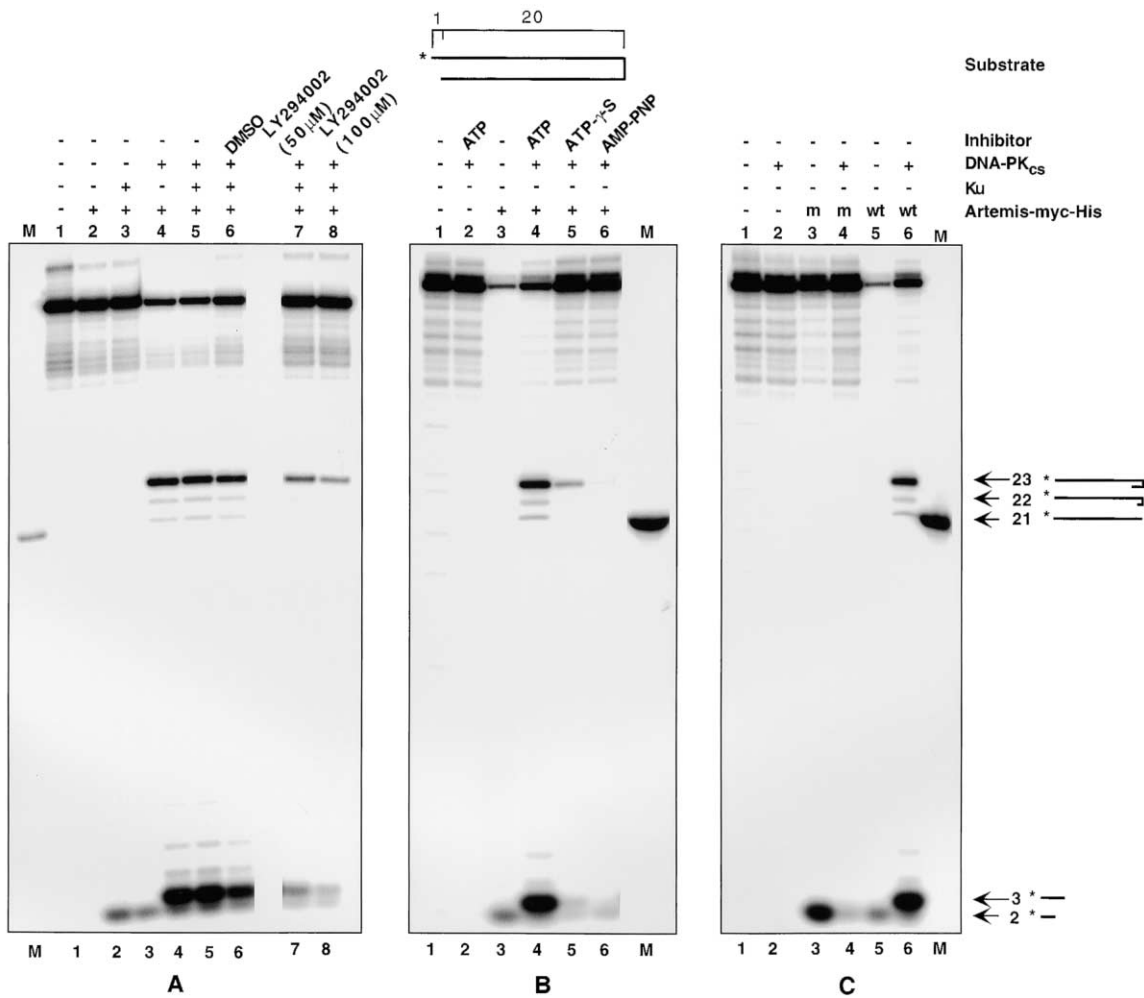 1 20
*
Substrate
DMSO LY294002 (50µM) LY294002 (100µM)
ATP ATP ATP-γ-S AMP-PNP
- - - - - - - - - - - - Inhibitor
- - - + + + + + - + - + + + - + - + - + DNA-PKCS
- - + - + + + + - - - - - - - - - - - - Ku
- + + + + + + + - - + + + + - - m m wt wt Artemis-myc-His
M 1 2 3 4 5 6 7 8 1 2 3 4 5 6 M 1 2 3 4 5 6 M
23 *
22 *
21 *
3 *
2 *
M 1 2 3 4 5 6 7 8 1 2 3 4 5 6 M 1 2 3 4 5 6 M
A B C